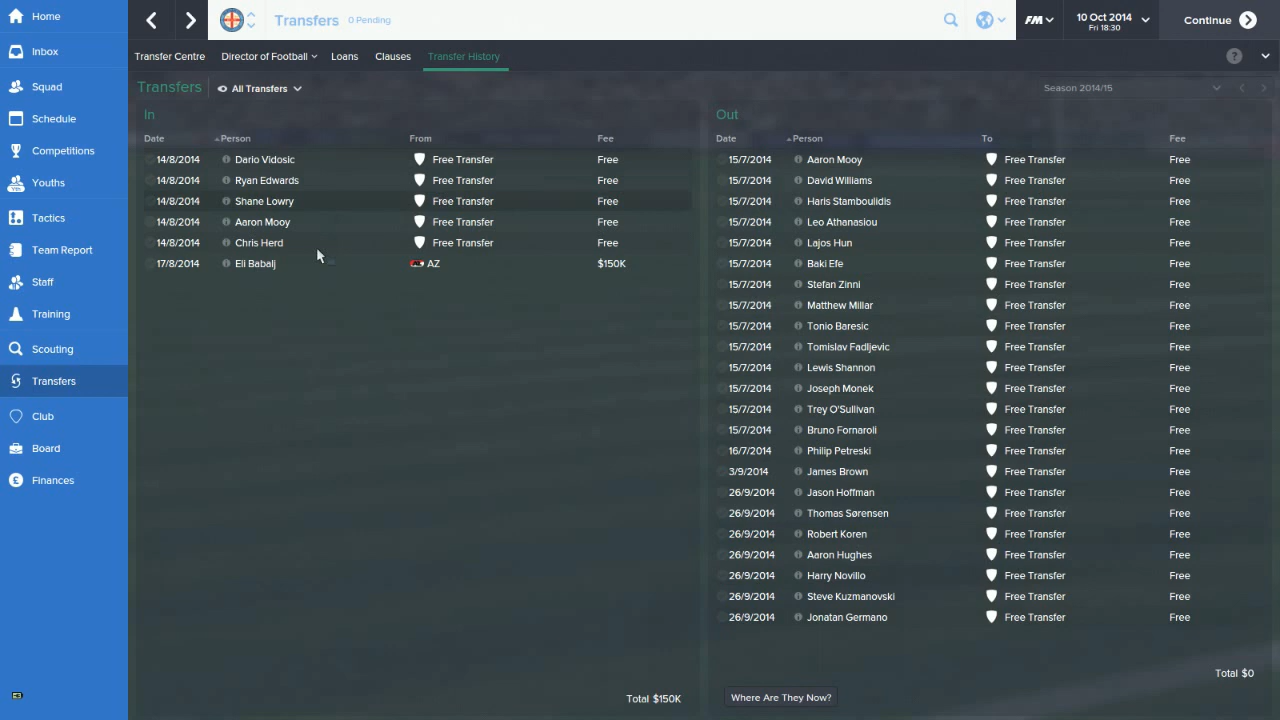 Home
Inbox
Squad
Schedule
Competitions
Youths
Tactics
Team Report
Staff
Training
Scouting
Transfers
Club
Board
Finances
Transfers 0 Pending
FM
10 Oct 2014
Fri 18:30
Continue
Transfer Centre Director of Football Loans Clauses Transfer History
Transfers All Transfers Season 2014/15
In
Date Person From Fee
14/8/2014 Dario Vidosic Free Transfer Free
14/8/2014 Ryan Edwards Free Transfer Free
14/8/2014 Shane Lowry Free Transfer Free
14/8/2014 Aaron Mooy Free Transfer Free
14/8/2014 Chris Herd Free Transfer Free
17/8/2014 Eli Babalj AZ $150K
Total $150K
Out
Date Person To Fee
15/7/2014 Aaron Mooy Free Transfer Free
15/7/2014 David Williams Free Transfer Free
15/7/2014 Haris Stamboulidis Free Transfer Free
15/7/2014 Leo Athanasiou Free Transfer Free
15/7/2014 Lajos Hun Free Transfer Free
15/7/2014 Baki Efe Free Transfer Free
15/7/2014 Stefan Zinni Free Transfer Free
15/7/2014 Matthew Millar Free Transfer Free
15/7/2014 Tonio Baresic Free Transfer Free
15/7/2014 Tomislav Fadljevic Free Transfer Free
15/7/2014 Lewis Shannon Free Transfer Free
15/7/2014 Joseph Monek Free Transfer Free
15/7/2014 Trey O'Sullivan Free Transfer Free
15/7/2014 Bruno Fornaroli Free Transfer Free
16/7/2014 Philip Petreski Free Transfer Free
3/9/2014 James Brown Free Transfer Free
26/9/2014 Jason Hoffman Free Transfer Free
26/9/2014 Thomas Sørensen Free Transfer Free
26/9/2014 Robert Koren Free Transfer Free
26/9/2014 Aaron Hughes Free Transfer Free
26/9/2014 Harry Novillo Free Transfer Free
26/9/2014 Steve Kuzmanovski Free Transfer Free
26/9/2014 Jonatan Germano Free Transfer Free
Total $0
Where Are They Now?